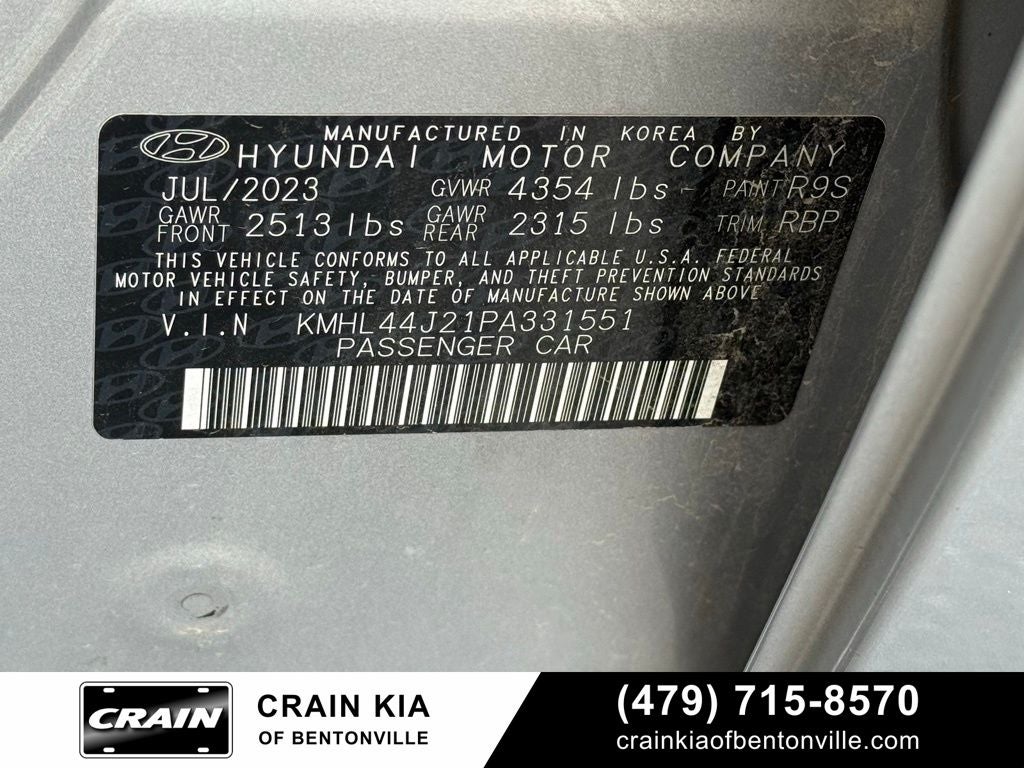 MANUFACTURED IN KOREA BY
HYUNDAI MOTOR COMPANY
JUL/2023 GVWR 4354 lbs PAINT R9S
GAWR FRONT 2513 lbs GAWR REAR 2315 lbs TRIM RBP
THIS VEHICLE CONFORMS TO ALL APPLICABLE U.S.A. FEDERAL
MOTOR VEHICLE SAFETY, BUMPER, AND THEFT PREVENTION STANDARDS
IN EFFECT ON THE DATE OF MANUFACTURE SHOWN ABOVE
V.I.N KMHL44J21PA331551
PASSENGER CAR
CRAIN
CRAIN KIA
OF BENTONVILLE
(479) 715-8570
crainkiaofbentonville.com